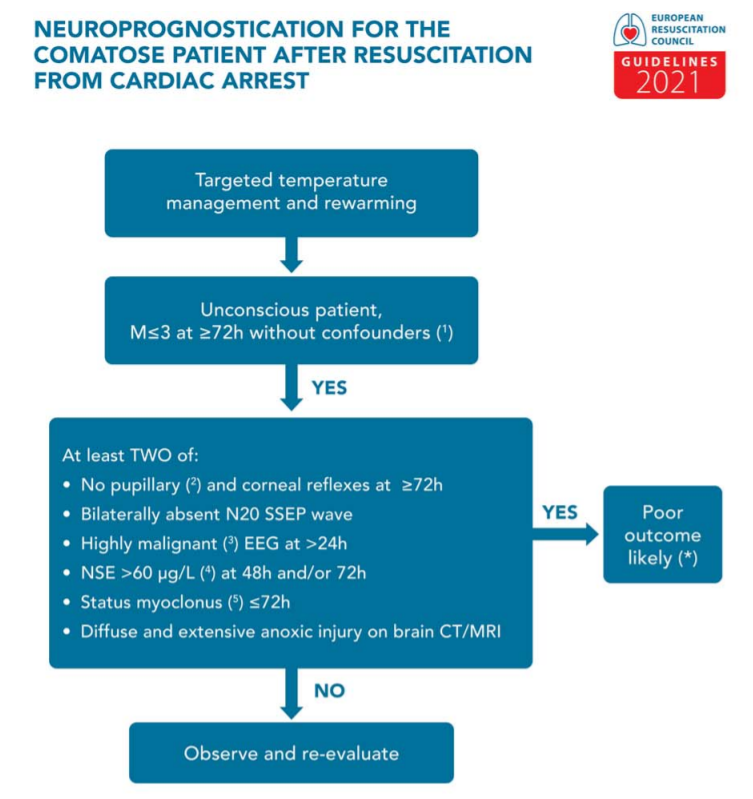 NEUROPROGNOSTICATION FOR THE
COMATOSE PATIENT AFTER RESUSCITATION
FROM CARDIAC ARREST
EUROPEAN
RESUSCITATION
COUNCIL
GUIDELINES
2021
Targeted temperature
management and rewarming
Unconscious patient,
M≤3 at ≥72h without confounders (¹)
YES
At least TWO of:
• No pupillary (²) and corneal reflexes at ≥72h
• Bilaterally absent N20 SSEP wave
• Highly malignant (³) EEG at >24h
• NSE >60 µg/L (⁴) at 48h and/or 72h
• Status myoclonus (⁵) ≤72h
• Diffuse and extensive anoxic injury on brain CT/MRI
YES
Poor
outcome
likely (*)
NO
Observe and re-evaluate